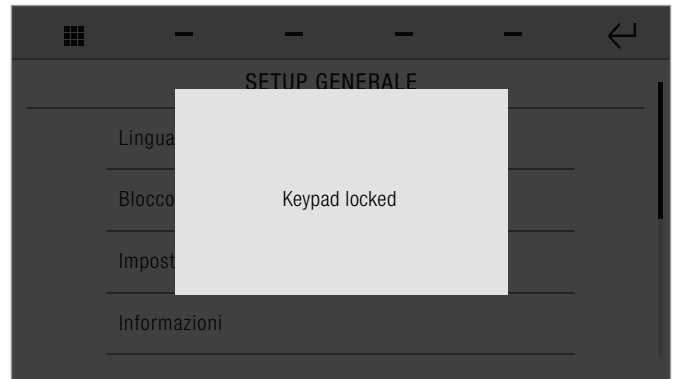 SETUP GENERALE
Lingua
Blocco
Keypad locked
Impost
Informazioni